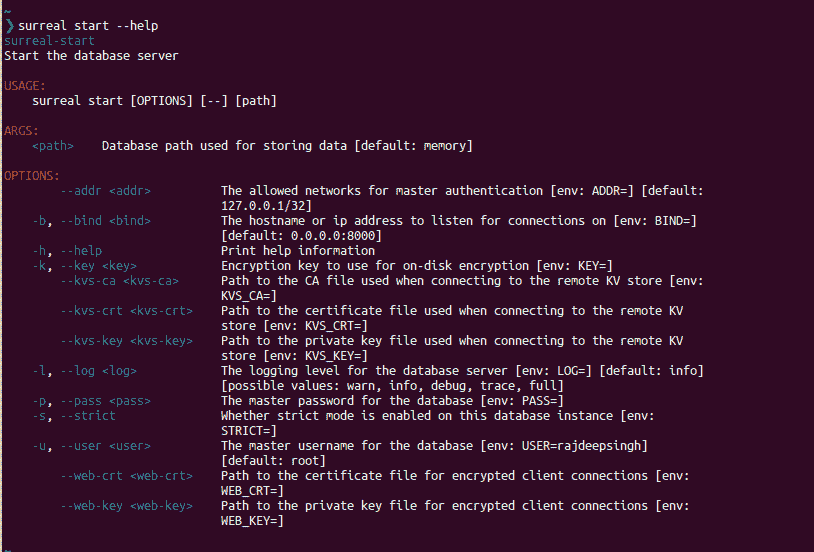 ~
❯ surreal start --help
surreal-start
Start the database server
USAGE:
surreal start [OPTIONS] [--] [path]
ARGS:
<path> Database path used for storing data [default: memory]
OPTIONS:
--addr <addr> The allowed networks for master authentication [env: ADDR=] [default:
127.0.0.1/32]
-b, --bind <bind> The hostname or ip address to listen for connections on [env: BIND=]
[default: 0.0.0.0:8000]
-h, --help Print help information
-k, --key <key> Encryption key to use for on-disk encryption [env: KEY=]
--kvs-ca <kvs-ca> Path to the CA file used when connecting to the remote KV store [env:
KVS_CA=]
--kvs-crt <kvs-crt> Path to the certificate file used when connecting to the remote KV
store [env: KVS_CRT=]
--kvs-key <kvs-key> Path to the private key file used when connecting to the remote KV
store [env: KVS_KEY=]
-l, --log <log> The logging level for the database server [env: LOG=] [default: info]
[possible values: warn, info, debug, trace, full]
-p, --pass <pass> The master password for the database [env: PASS=]
-s, --strict Whether strict mode is enabled on this database instance [env:
STRICT=]
-u, --user <user> The master username for the database [env: USER=rajdeepsingh]
[default: root]
--web-crt <web-crt> Path to the certificate file for encrypted client connections [env:
WEB_CRT=]
--web-key <web-key> Path to the private key file for encrypted client connections [env:
WEB_KEY=]
~